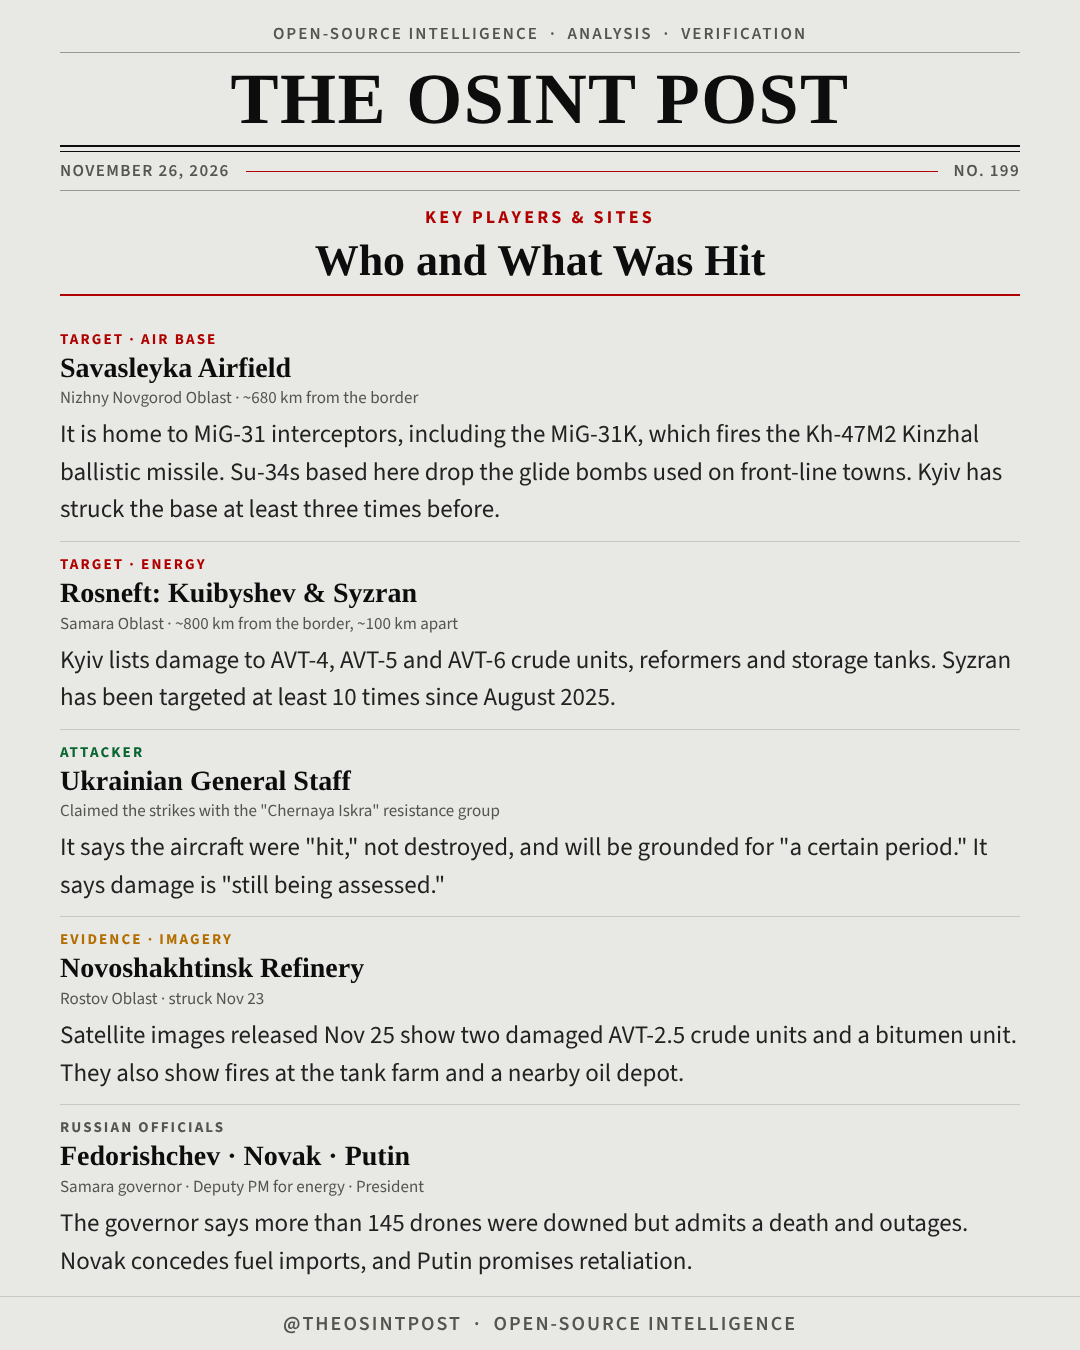 OPEN-SOURCE INTELLIGENCE · ANALYSIS · VERIFICATION
THE OSINT POST
NOVEMBER 26, 2026
NO. 199
KEY PLAYERS & SITES
Who and What Was Hit
TARGET · AIR BASE
Savasleyka Airfield
Nizhny Novgorod Oblast · ~680 km from the border
It is home to MiG-31 interceptors, including the MiG-31K, which fires the Kh-47M2 Kinzhal
ballistic missile. Su-34s based here drop the glide bombs used on front-line towns. Kyiv has
struck the base at least three times before.
TARGET · ENERGY
Rosneft: Kuibyshev & Syzran
Samara Oblast · ~800 km from the border, ~100 km apart
Kyiv lists damage to AVT-4, AVT-5 and AVT-6 crude units, reformers and storage tanks. Syzran
has been targeted at least 10 times since August 2025.
ATTACKER
Ukrainian General Staff
Claimed the strikes with the "Chernaya Iskra" resistance group
It says the aircraft were "hit," not destroyed, and will be grounded for "a certain period." It
says damage is "still being assessed."
EVIDENCE · IMAGERY
Novoshakhtinsk Refinery
Rostov Oblast · struck Nov 23
Satellite images released Nov 25 show two damaged AVT-2.5 crude units and a bitumen unit.
They also show fires at the tank farm and a nearby oil depot.
RUSSIAN OFFICIALS
Fedorishchev · Novak · Putin
Samara governor · Deputy PM for energy · President
The governor says more than 145 drones were downed but admits a death and outages.
Novak concedes fuel imports, and Putin promises retaliation.
@THEOSINTPOST · OPEN-SOURCE INTELLIGENCE